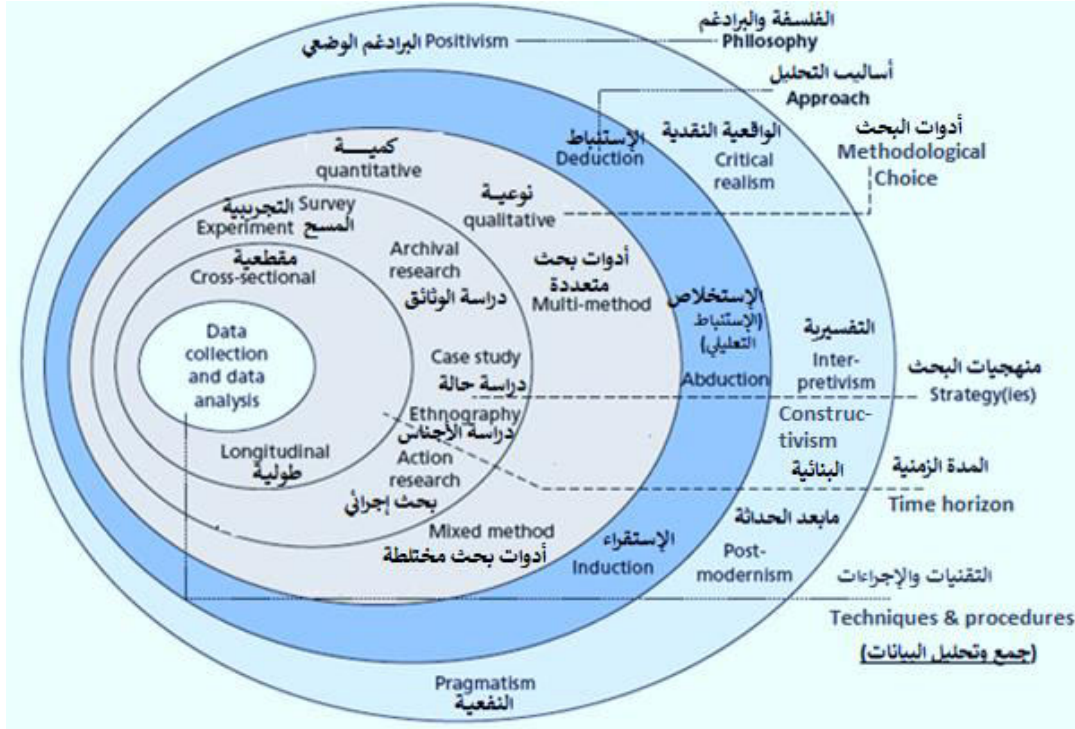 الفلسفة والبرادغم
Philosophy
البرادغم الوضعي Positivism
أساليب التحليل
Approach
أدوات البحث
Methodological
Choice
الواقعية النقدية
Critical
realism
الإستنباط
Deduction
كميـــة
quantitative
نوعيـة
qualitative
التجريبية Survey
Experiment المسح
Archival
research
دراسة الوثائق
أدوات بحث
متعددة
Multi-method
مقطعية
Cross-sectional
Data
collection
and data
analysis
الإستخلاص
(الإستنباط
التعليلي)
Abduction
التفسيرية
Inter-
pretivism
منهجيات البحث
Strategy(ies)
Case study
دراسة حالة
Ethnography
دراسة الأجناس
Action
research
بحث إجرائي
Construc-
tivism
البنائية
المدة الزمنية
Time horizon
Longitudinal
طولية
Mixed method
أدوات بحث مختلطة
الإستقراء
Induction
مابعد الحداثة
Post-
modernism
التقنيات والإجراءات
Techniques & procedures
(جمع وتحليل البيانات)
Pragmatism
النفعية